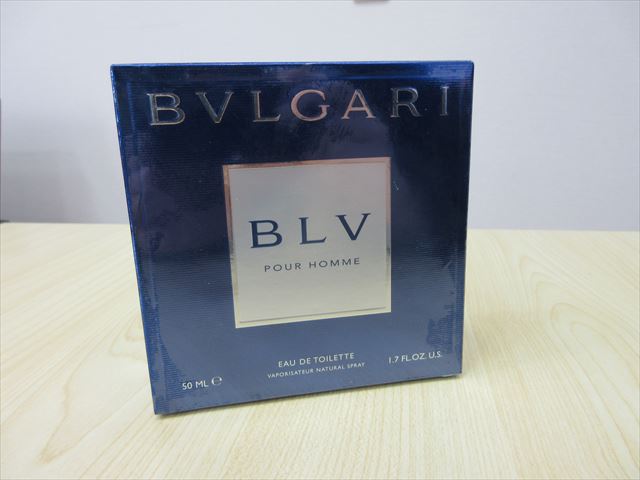 BVLGARI
BLV
POUR HOMME
EAU DE TOILETTE
VAPORISATEUR NATURAL SPRAY
50 ML ℮
1.7 FL.OZ. U.S.